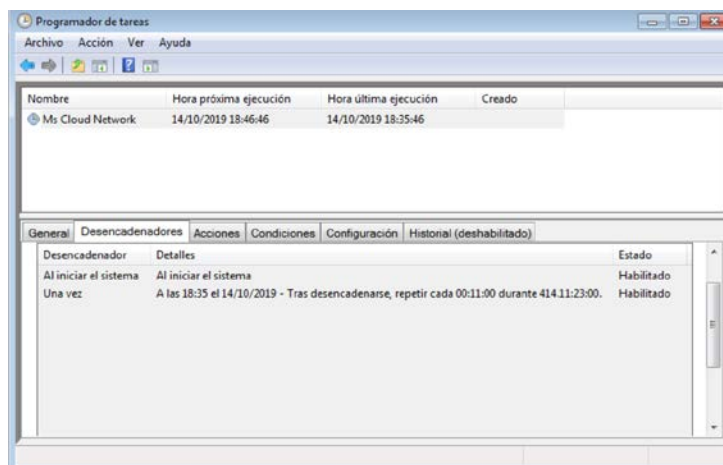 Programador de tareas
Archivo Acción Ver Ayuda
Nombre Hora próxima ejecución Hora última ejecución Creado
Ms Cloud Network 14/10/2019 18:46:46 14/10/2019 18:35:46
General Desencadenadores Acciones Condiciones Configuración Historial (deshabilitado)
Desencadenador Detalles Estado
Al iniciar el sistema Al iniciar el sistema Habilitado
Una vez A las 18:35 el 14/10/2019 - Tras desencadenarse, repetir cada 00:11:00 durante 414.11:23:00. Habilitado